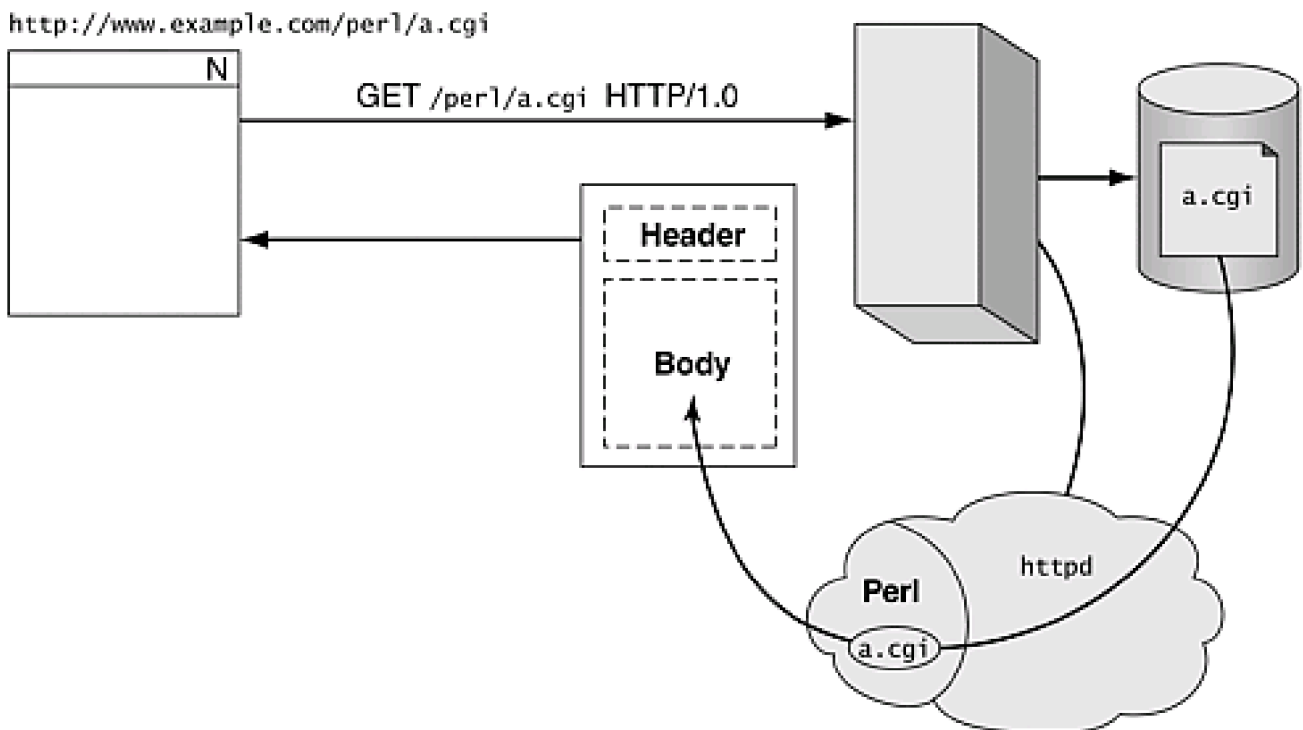 http://www.example.com/perl/a.cgi
N
GET /perl/a.cgi HTTP/1.0
a.cgi
Header
Body
httpd
Perl
a.cgi